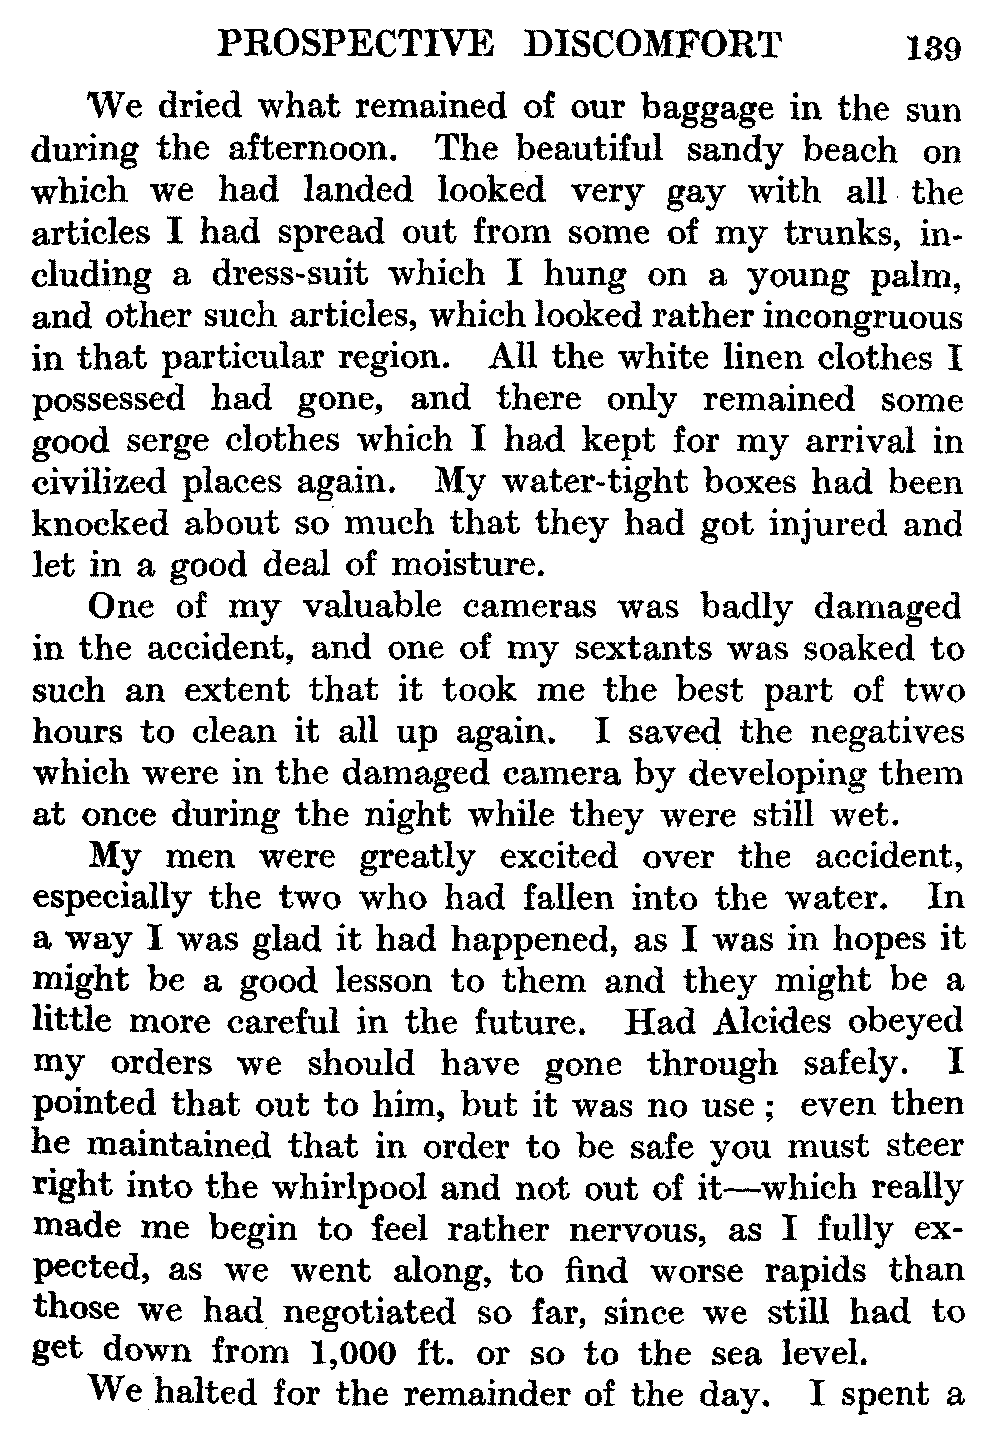 PROSPECTIVE DISCOMFORT 139
We dried what remained of our baggage in the sun
during the afternoon. The beautiful sandy beach on
which we had landed looked very gay with all the
articles I had spread out from some of my trunks, in-
cluding a dress-suit which I hung on a young palm,
and other such articles, which looked rather incongruous
in that particular region. All the white linen clothes I
possessed had gone, and there only remained some
good serge clothes which I had kept for my arrival in
civilized places again. My water-tight boxes had been
knocked about so much that they had got injured and
let in a good deal of moisture.
One of my valuable cameras was badly damaged
in the accident, and one of my sextants was soaked to
such an extent that it took me the best part of two
hours to clean it all up again. I saved the negatives
which were in the damaged camera by developing them
at once during the night while they were still wet.
My men were greatly excited over the accident,
especially the two who had fallen into the water. In
a way I was glad it had happened, as I was in hopes it
might be a good lesson to them and they might be a
little more careful in the future. Had Alcides obeyed
my orders we should have gone through safely. I
pointed that out to him, but it was no use; even then
he maintained that in order to be safe you must steer
right into the whirlpool and not out of it—which really
made me begin to feel rather nervous, as I fully ex-
pected, as we went along, to find worse rapids than
those we had negotiated so far, since we still had to
get down from 1,000 ft. or so to the sea level.
We halted for the remainder of the day. I spent a